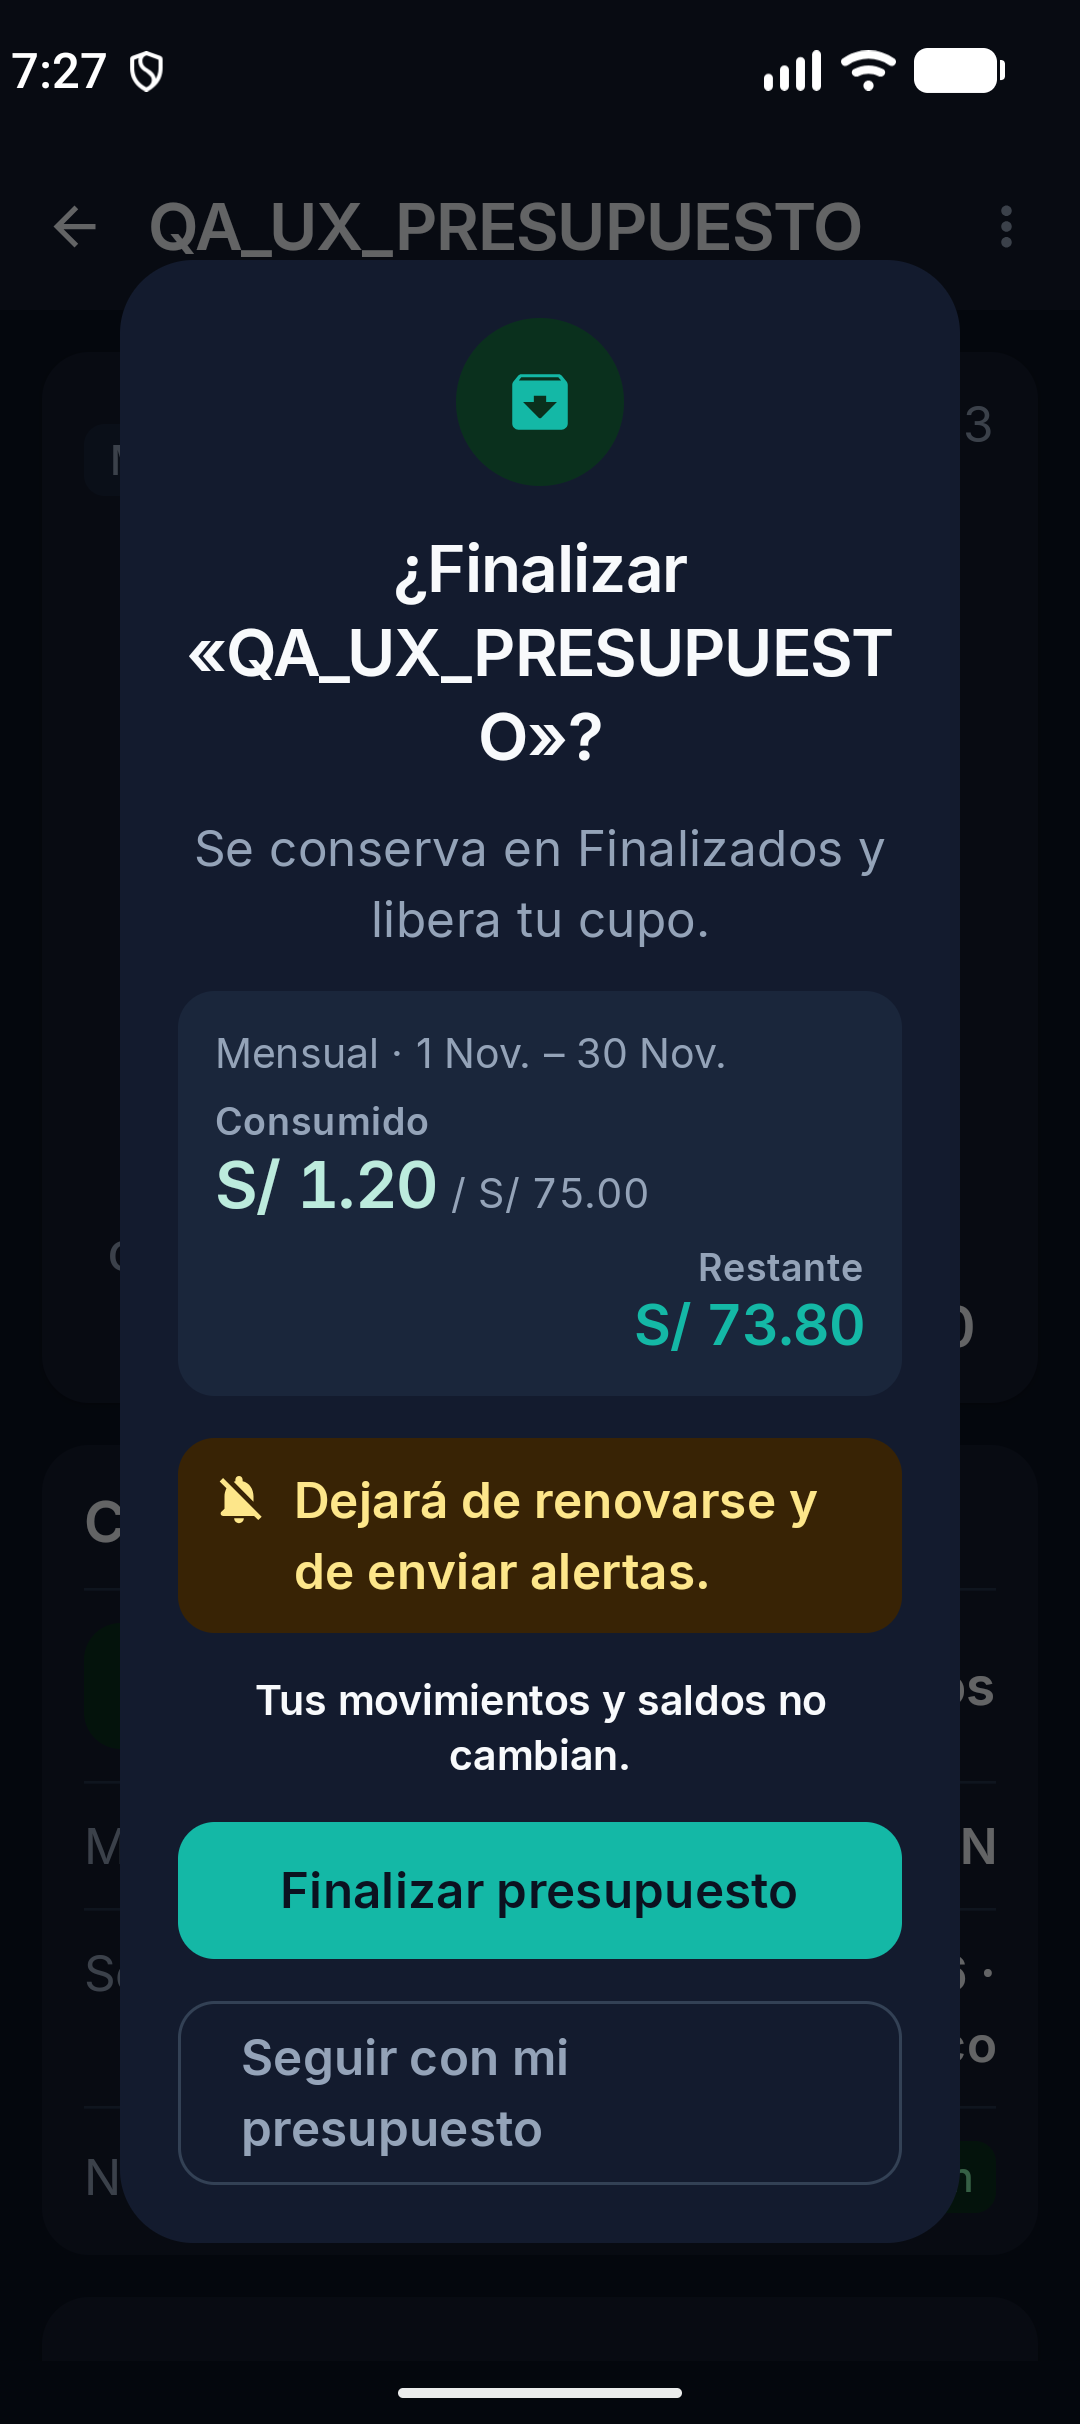 7:27
QA_UX_PRESUPUESTO
3
¿Finalizar
«QA_UX_PRESUPUEST
O»?
Se conserva en Finalizados y
libera tu cupo.
Mensual · 1 Nov. – 30 Nov.
Consumido
S/ 1.20 / S/ 75.00
Restante
S/ 73.80
Dejará de renovarse y
de enviar alertas.
Tus movimientos y saldos no
cambian.
Finalizar presupuesto
Seguir con mi
presupuesto